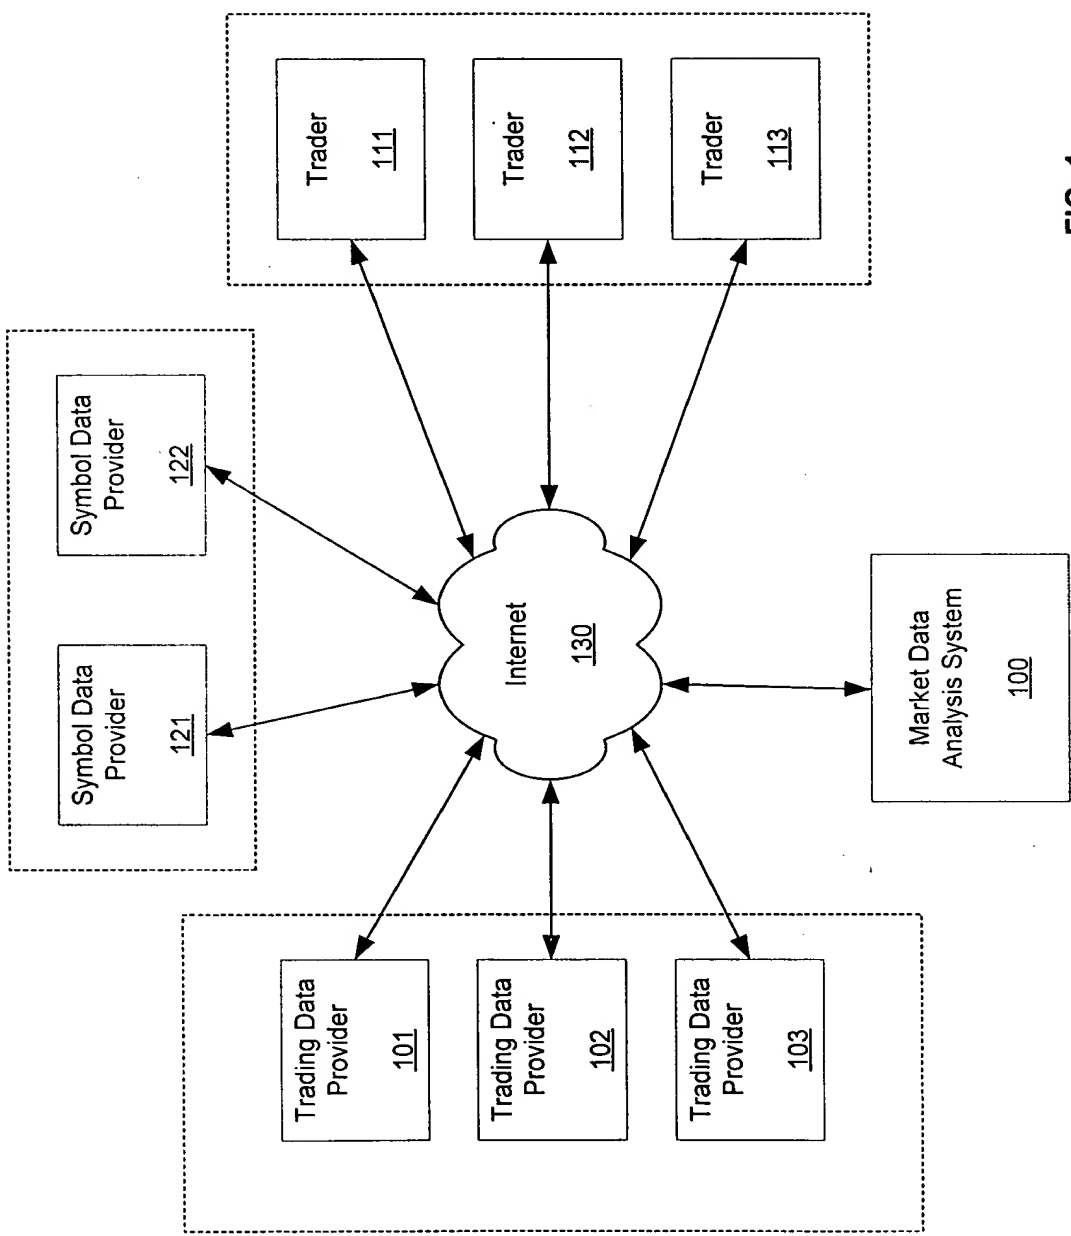 Symbol Data
Provider
121
Symbol Data
Provider
122
Trading Data
Provider
101
Trader
111
Trading Data
Provider
102
Internet
130
Trader
112
Trading Data
Provider
103
Trader
113
Market Data
Analysis System
100
FIG. 1